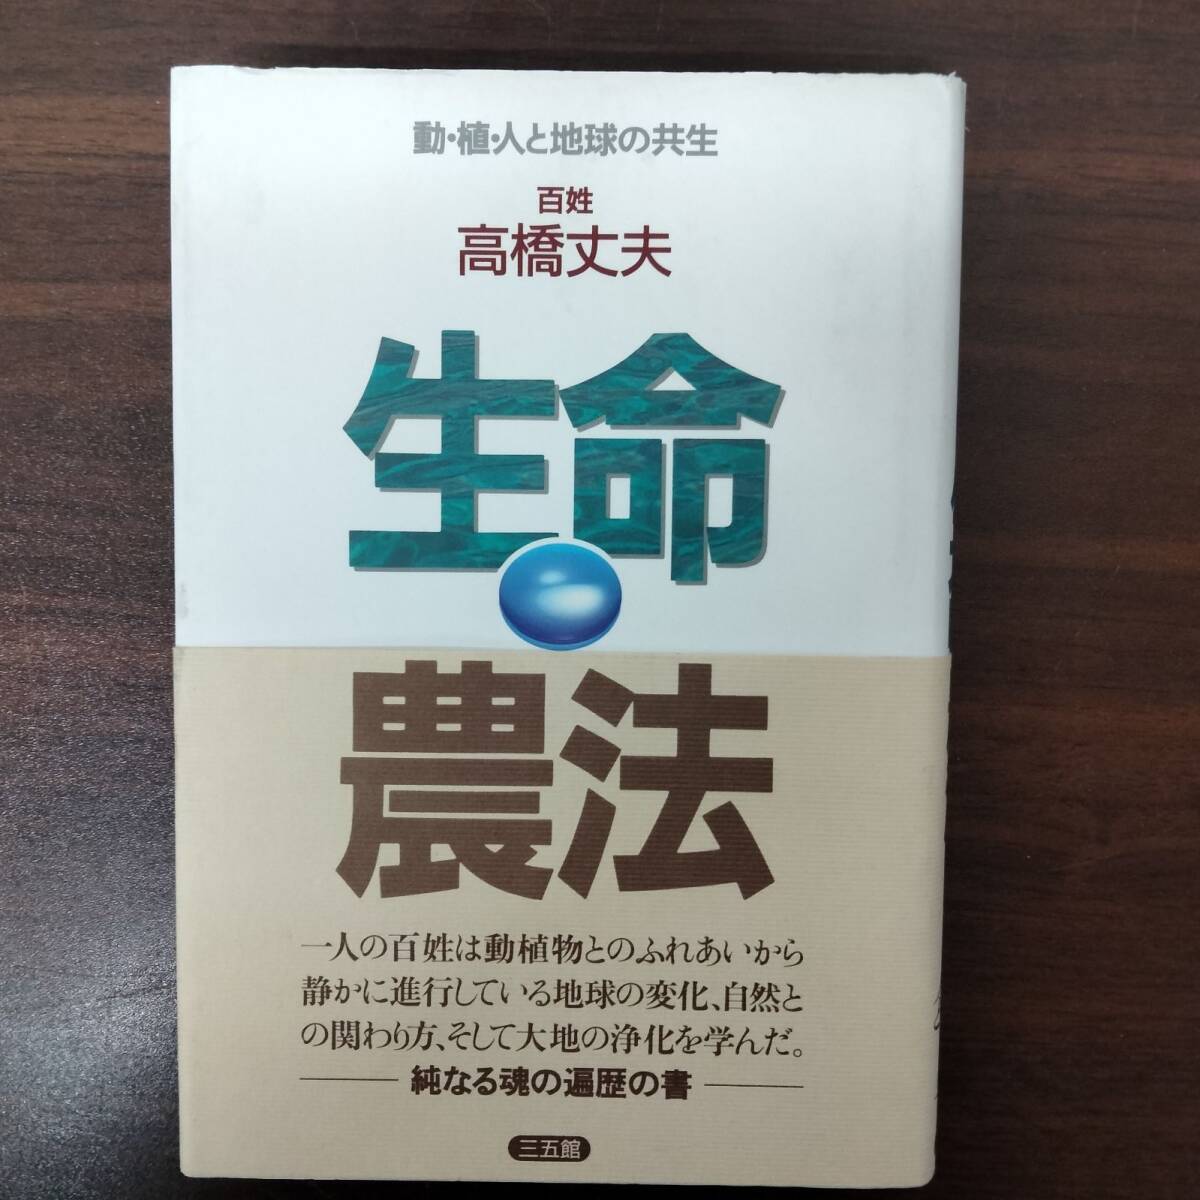 動・植・人と地球の共生
百姓
高橋丈夫
生命
農法
一人の百姓は動植物とのふれあいから
静かに進行している地球の変化、自然と
の関わり方、そして大地の浄化を学んだ。
純なる魂の遍歴の書
三五館